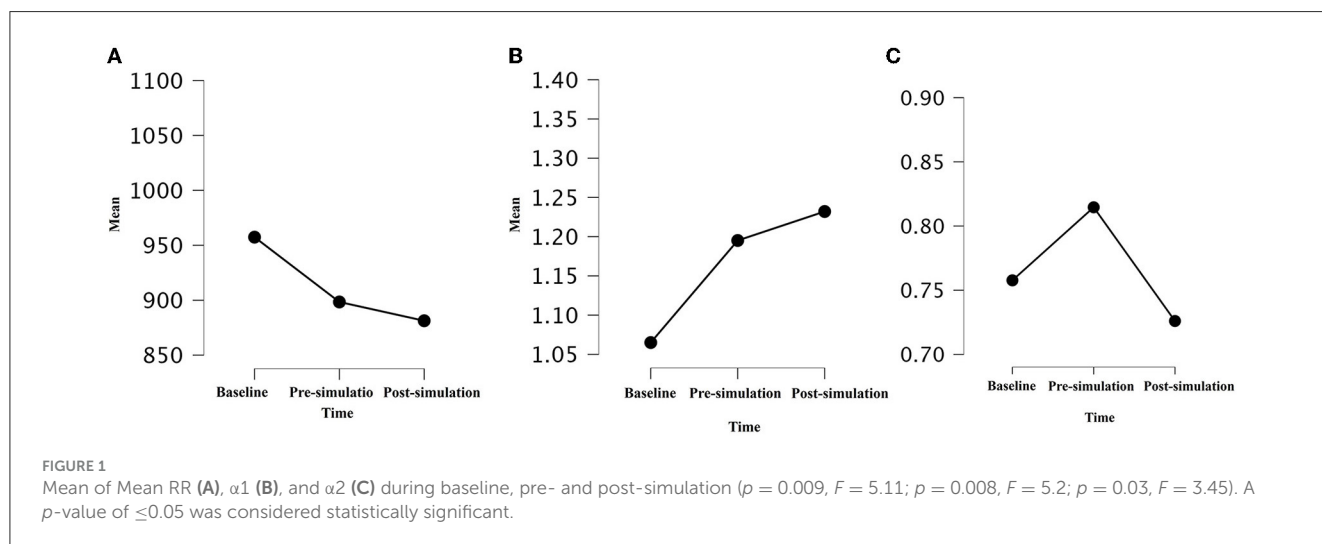 A
1100
1050
1000
950
900
850
Mean
Baseline Pre-simulatio Post-simulation
Time
B
1.40
1.35
1.30
1.25
1.20
1.15
1.10
1.05
Mean
Baseline Pre-simulation Post-simulation
Time
C
0.90
0.85
0.80
0.75
0.70
Baseline Pre-simulation Post-simulation
Time
FIGURE 1
Mean of Mean RR (A), α1 (B), and α2 (C) during baseline, pre- and post-simulation (p = 0.009, F = 5.11; p = 0.008, F = 5.2; p = 0.03, F = 3.45). A
p-value of ≤0.05 was considered statistically significant.